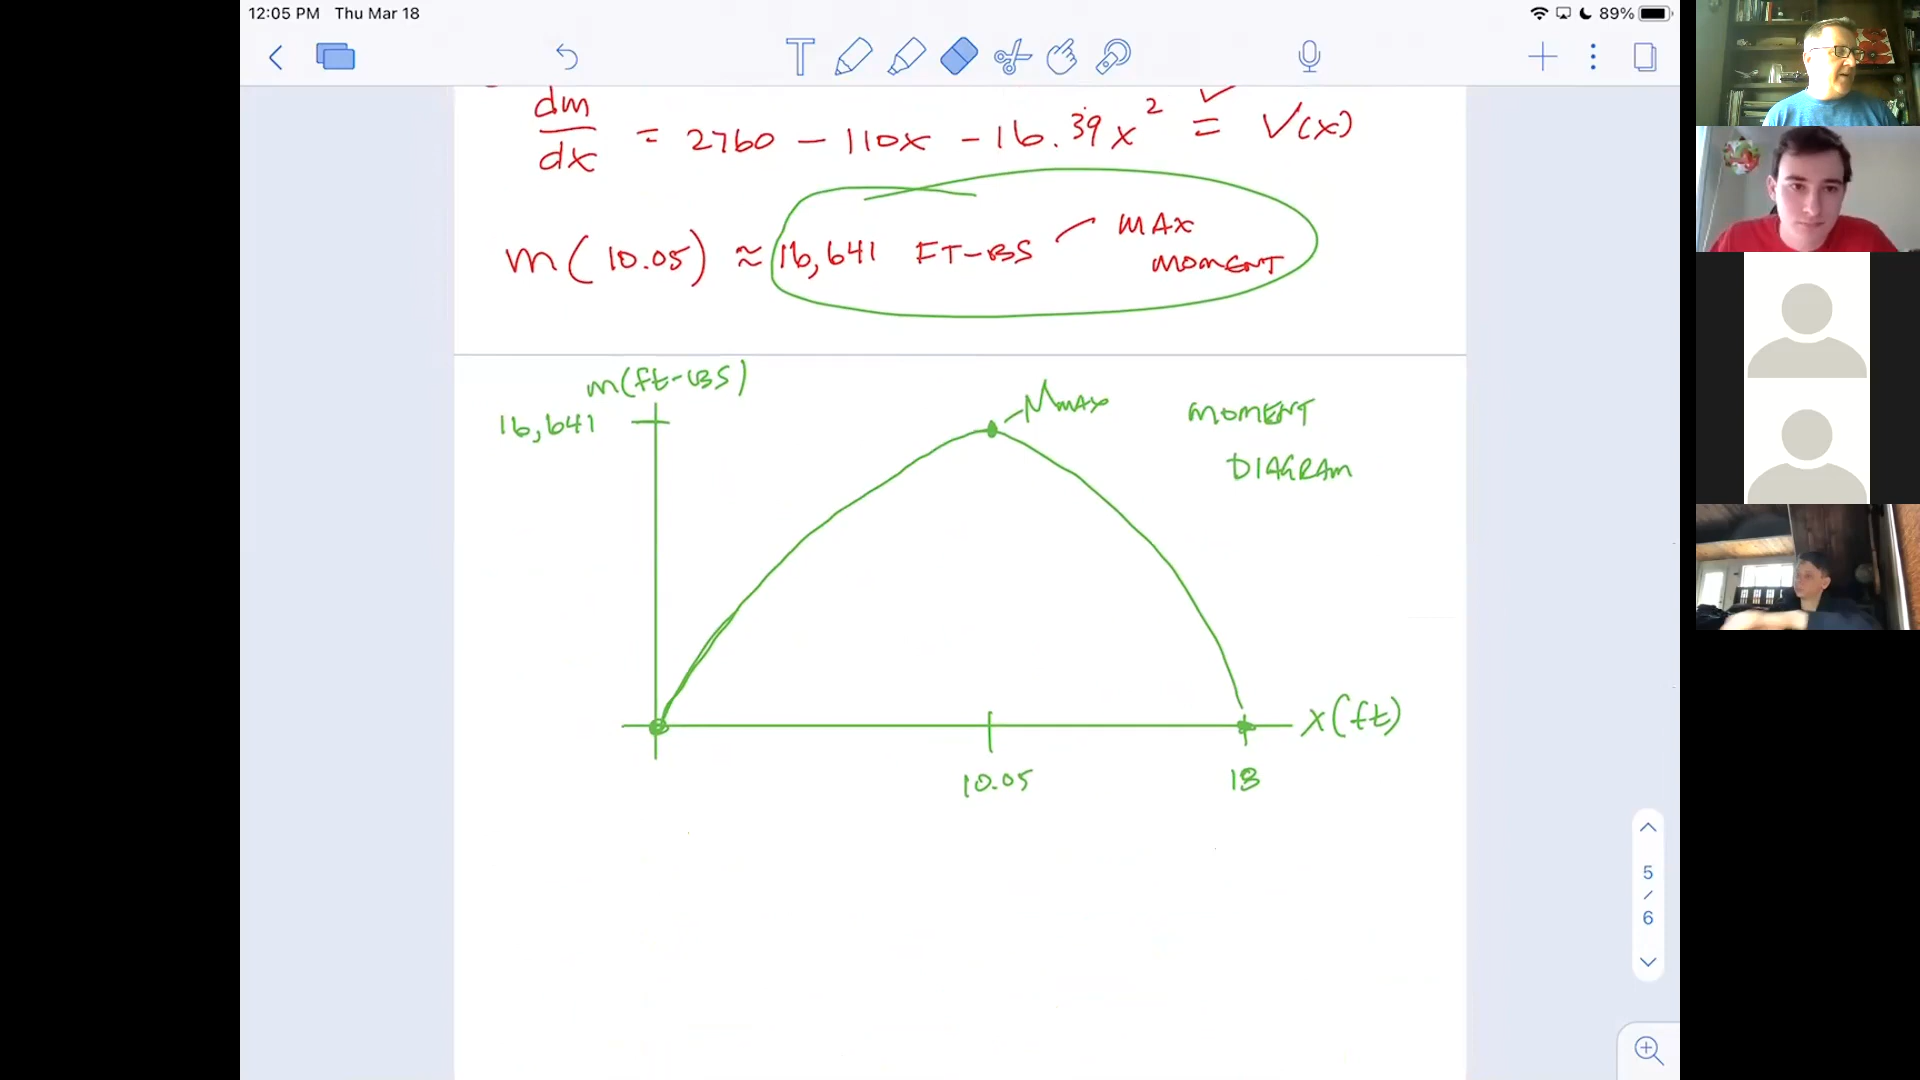 12:05 PM Thu Mar 18
89%
dm
dx
= 2760 - 110x - 16.39x² = V(x)
m(10.05) ≈ 16,641 FT-LBS
MAX
MOMENT
m(ft-LBS)
16,641
Mmax
MOMENT
DIAGRAM
x(ft)
10.05
18
5
/
6